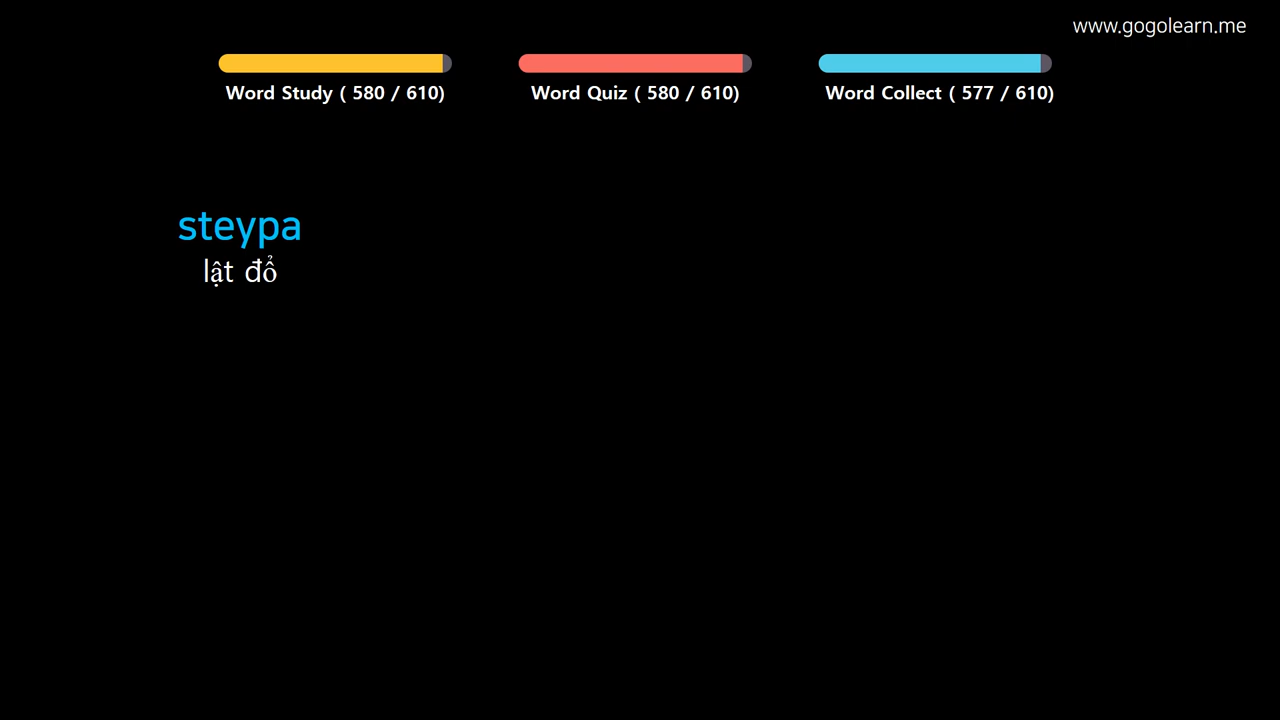 www.gogolearn.me
Word Study ( 580 / 610)
Word Quiz ( 580 / 610)
Word Collect ( 577 / 610)
steypa
lật đổ